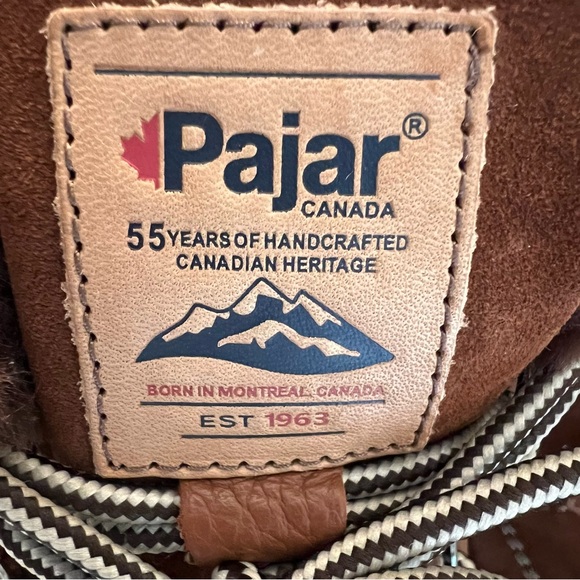 Pajar®
CANADA
55 YEARS OF HANDCRAFTED
CANADIAN HERITAGE
BORN IN MONTREAL, CANADA
EST 1963